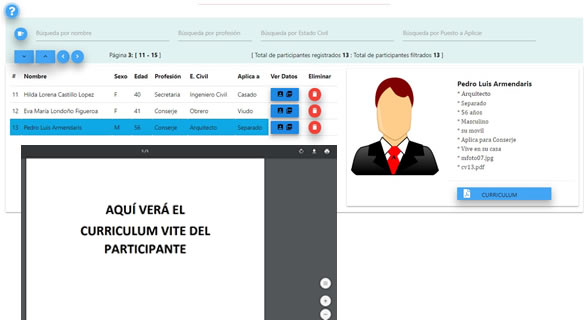 ?
Búsqueda por nombre Búsqueda por profesión Búsqueda por Estado Civil Búsqueda por Puesto a Aplicar
Página 3: [ 11 - 15 ] [ Total de participantes registrados 13 : Total de participantes filtrados 13 ]
# Nombre Sexo Edad Profesión E. Civil Aplica a Ver Datos Eliminar
11 Hilda Lorena Castillo Lopez F 40 Secretaria Ingeniero Civil Casado
12 Eva Maria Londoño Figueroa F 41 Conserje Obrero Viudo
13 Pedro Luis Armendaris M 56 Conserje Arquitecto Separado
Pedro Luis Armendaris
* Arquitecto
* Separado
* 56 años
* Masculino
* su movil
* Aplica para Conserje
* Vive en su casa
* mfoto07.jpg
* cv13.pdf
CURRICULUM
1/1
AQUÍ VERÁ EL
CURRICULUM VITE DEL
PARTICIPANTE